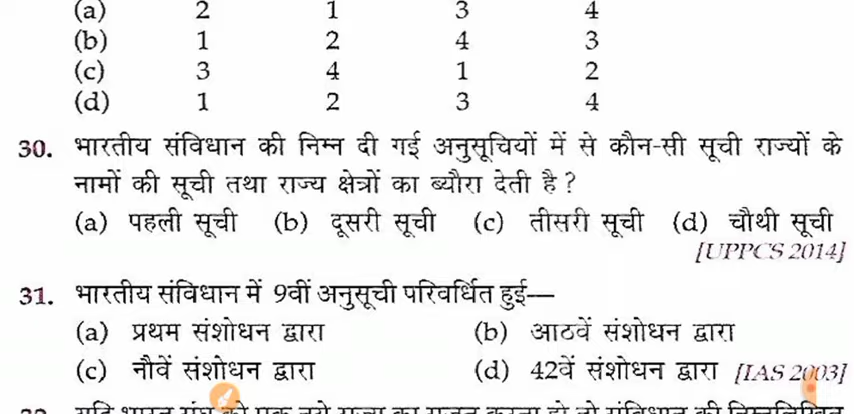 (a) 2 1 3 4
(b) 1 2 4 3
(c) 3 4 1 2
(d) 1 2 3 4
30. भारतीय संविधान की निम्न दी गई अनुसूचियों में से कौन-सी सूची राज्यों के
नामों की सूची तथा राज्य क्षेत्रों का ब्यौरा देती है ?
(a) पहली सूची (b) दूसरी सूची (c) तीसरी सूची (d) चौथी सूची
[UPPCS 2014]
31. भारतीय संविधान में 9वीं अनुसूची परिवर्धित हुई—
(a) प्रथम संशोधन द्वारा (b) आठवें संशोधन द्वारा
(c) नौवें संशोधन द्वारा (d) 42वें संशोधन द्वारा [IAS 2003]